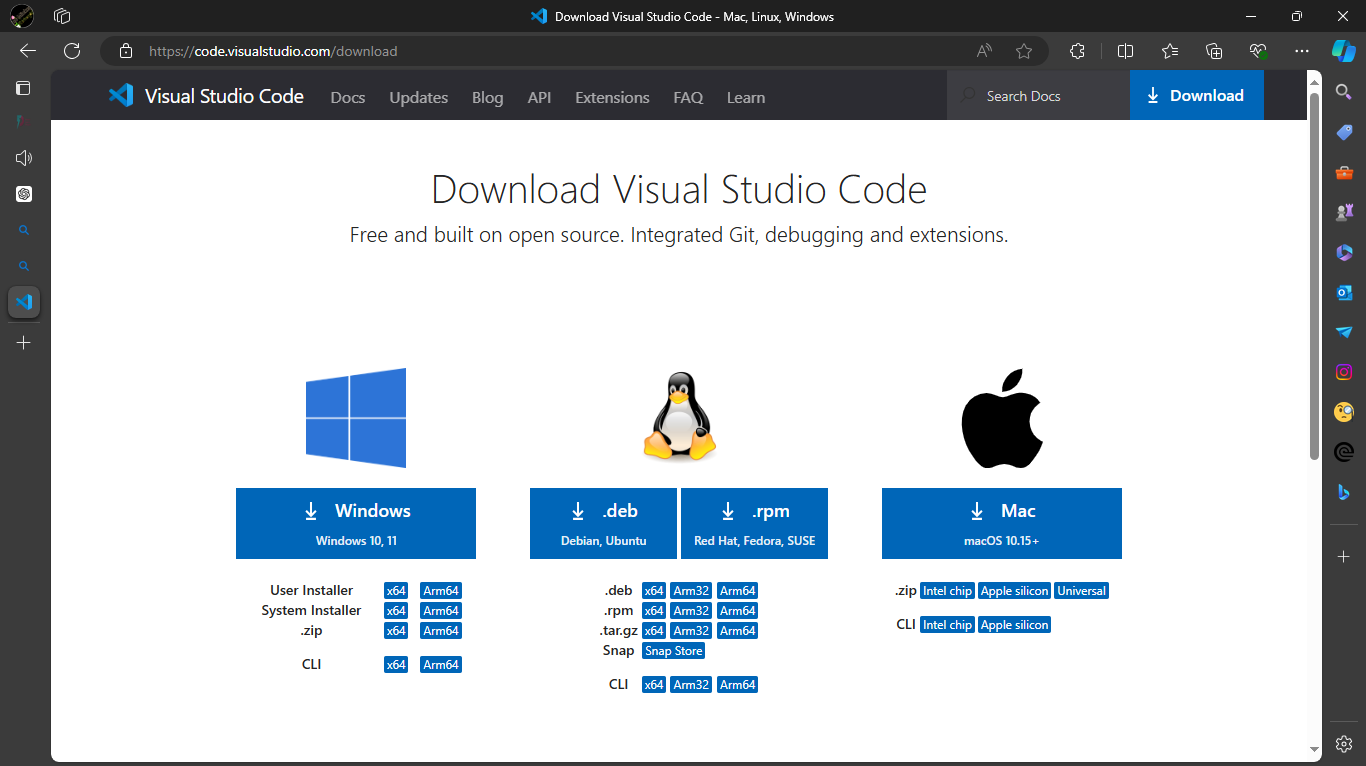 Download Visual Studio Code - Mac, Linux, Windows
https://code.visualstudio.com/download
Visual Studio Code Docs Updates Blog API Extensions FAQ Learn Search Docs Download
Download Visual Studio Code
Free and built on open source. Integrated Git, debugging and extensions.
Windows
Windows 10, 11
User Installer x64 Arm64
System Installer x64 Arm64
.zip x64 Arm64
CLI x64 Arm64
.deb
Debian, Ubuntu
.rpm
Red Hat, Fedora, SUSE
.deb x64 Arm32 Arm64
.rpm x64 Arm32 Arm64
.tar.gz x64 Arm32 Arm64
Snap Snap Store
CLI x64 Arm32 Arm64
Mac
macOS 10.15+
.zip Intel chip Apple silicon Universal
CLI Intel chip Apple silicon